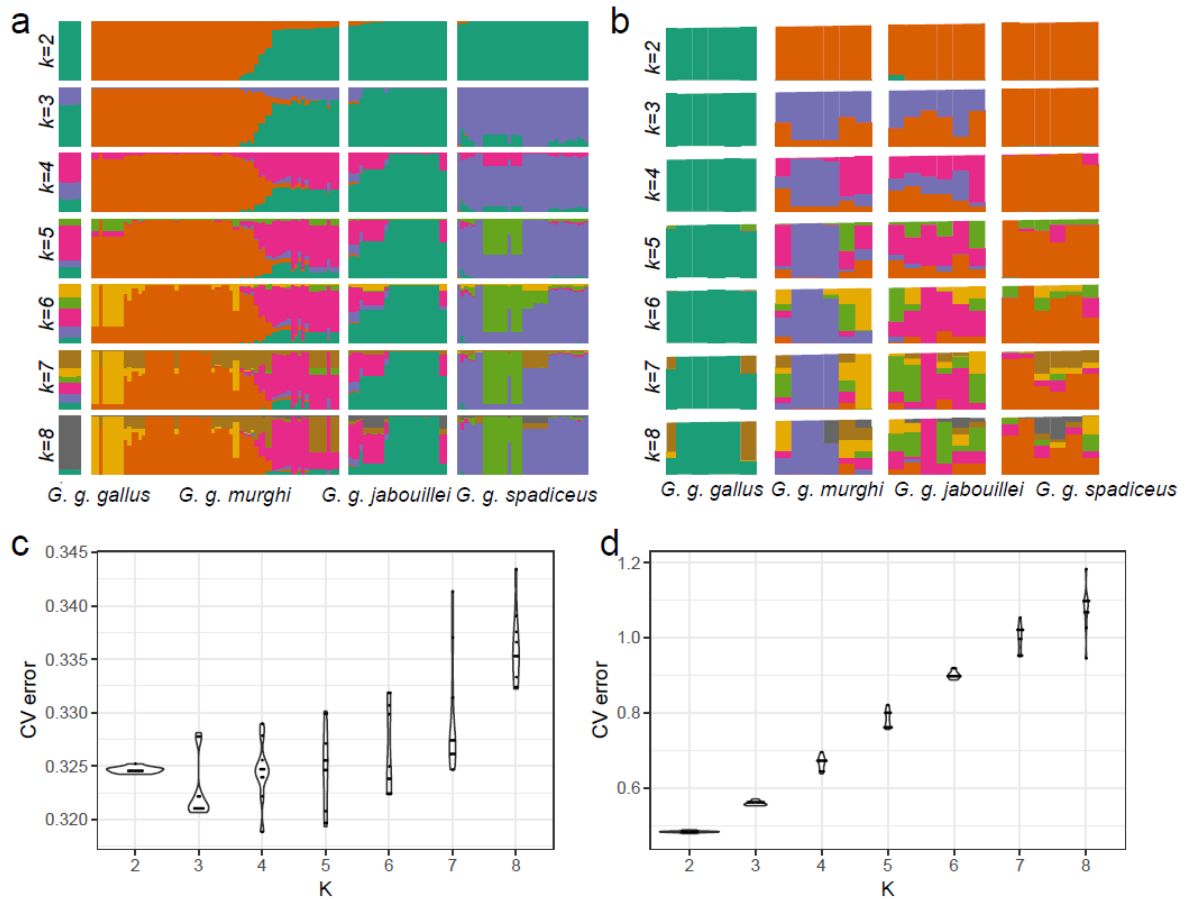 a
k=2
k=3
k=4
k=5
k=6
k=7
k=8
G. g. gallus G. g. murghi G. g. jabouillei G. g. spadiceus
b
k=2
k=3
k=4
k=5
k=6
k=7
k=8
G. g. gallus G. g. murghi G. g. jabouillei G. g. spadiceus
c
CV error
0.345
0.340
0.335
0.330
0.325
0.320
2 3 4 5 6 7 8
K
d
CV error
1.2
1.0
0.8
0.6
2 3 4 5 6 7 8
K